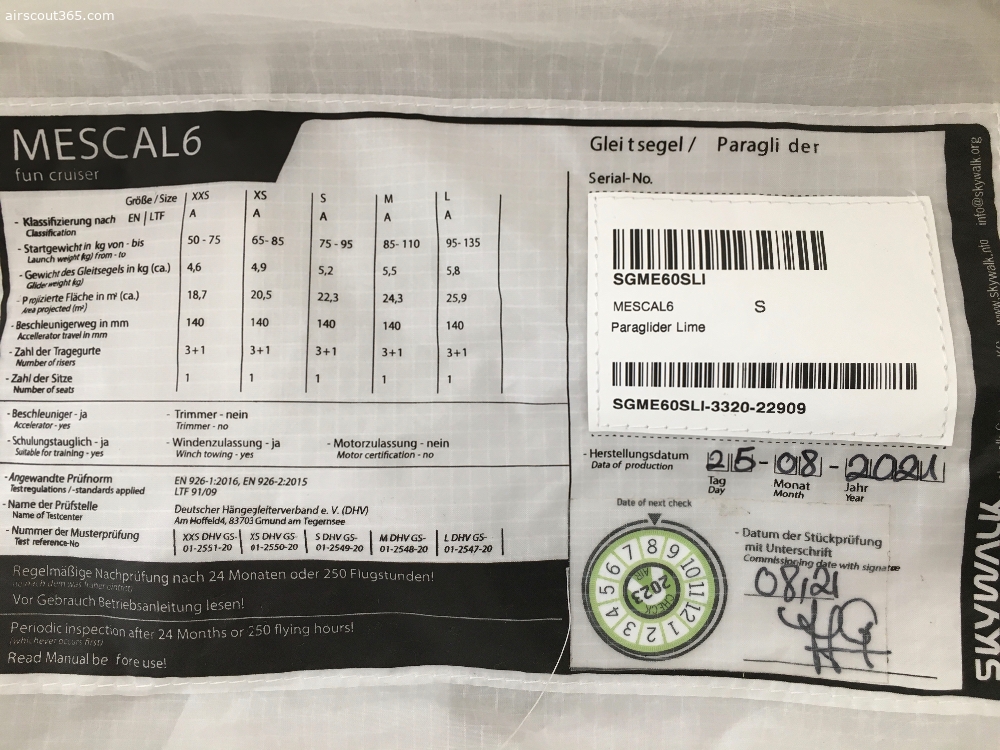 airscout365.com
MESCAL6
fun cruiser
Größe / Size XXS XS S M L
- Klassifizierung nach EN | LTF A A A A A
Classification
- Startgewicht in kg von - bis 50 - 75 65 - 85 75 - 95 85 - 110 95 - 135
Launch weight kg) from - to
- Gewicht des Gleitsegels in kg (ca.) 4,6 4,9 5,2 5,5 5,8
Glider weight kg)
- Projizierte Fläche in m² (ca.) 18,7 20,5 22,3 24,3 25,9
Area projected (m²)
- Beschleunigerweg in mm 140 140 140 140 140
Accellerator travel in mm
- Zahl der Tragegurte 3+1 3+1 3+1 3+1 3+1
Number of risers
- Zahl der Sitze 1 1 1 1 1
Number of seats
- Beschleuniger - ja - Trimmer - nein
Accelerator - yes Trimmer - no
- Schulungstauglich - ja - Windenzulassung - ja - Motorzulassung - nein
Suitable for training - yes Winch towing - yes Motor certification - no
- Angewandte Prüfnorm EN 926-1:2016, EN 926-2:2015
Test regulations / -standards applied LTF 91/09
- Name der Prüfstelle Deutscher Hängegleiterverband e. V. (DHV)
Name of Testcenter Am Hoffeld4, 83703 Gmund am Tegernsee
- Nummer der Musterprüfung XXS DHV GS- XS DHV GS- S DHV GS- M DHV GS- L DHV GS-
Test reference-No 01-2551-20 01-2550-20 01-2549-20 01-2548-20 01-2547-20
Regelmäßige Nachprüfung nach 24 Monaten oder 250 Flugstunden!
Vor Gebrauch Betriebsanleitung lesen!
Periodic inspection after 24 Months or 250 flying hours!
(whichever occurs first)
Read Manual be fore use!
Gleitsegel / Paragli der
Serial-No.
SGME60SLI
MESCAL6 S
Paraglider Lime
SGME60SLI-3320-22909
- Herstellungsdatum 25-08-2021
Date of production
Tag Monat Jahr
Day Month Year
Date of next check
1 2 3 4 5 6 7 8 9 10 11 12
AIR
2023
CHECK
- Datum der Stückprüfung
mit Unterschrift
Commissioning date with signature
08/21
info@skywalk.org
www.skywalk.info
SKYWALK